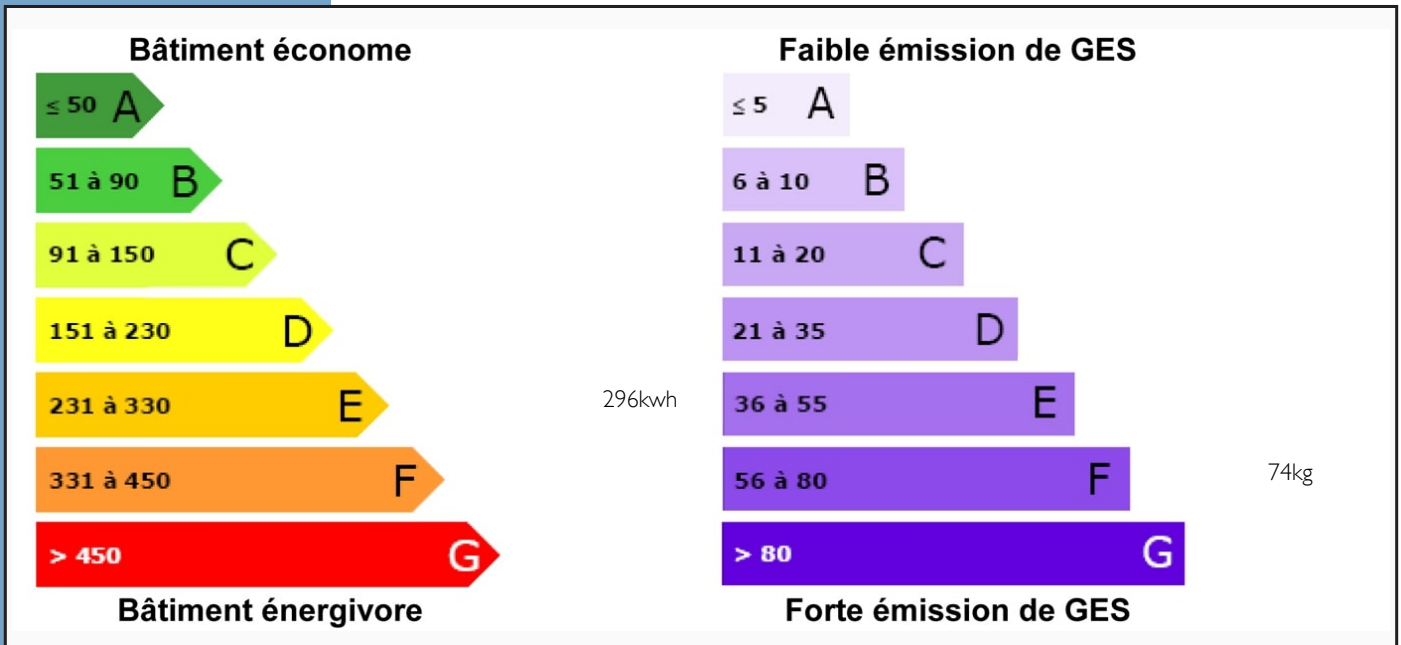 Bâtiment économe
≤ 50 A
51 à 90 B
91 à 150 C
151 à 230 D
231 à 330 E
296kwh
331 à 450 F
> 450 G
Bâtiment énergivore
Faible émission de GES
≤ 5 A
6 à 10 B
11 à 20 C
21 à 35 D
36 à 55 E
56 à 80 F
74kg
> 80 G
Forte émission de GES